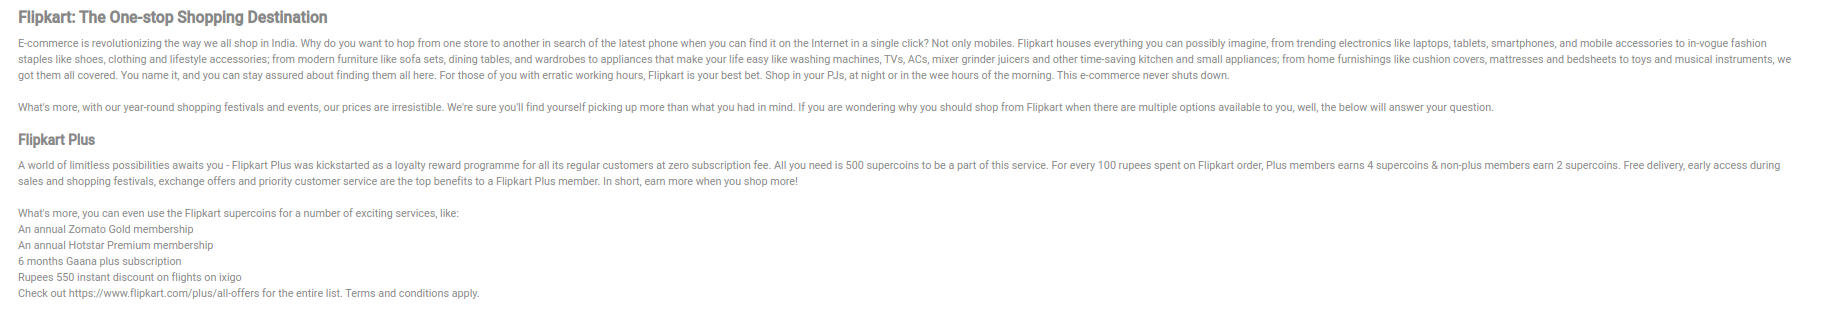 Flipkart: The One-stop Shopping Destination
E-commerce is revolutionizing the way we all shop in India. Why do you want to hop from one store to another in search of the latest phone when you can find it on the Internet in a single click? Not only mobiles. Flipkart houses everything you can possibly imagine, from trending electronics like laptops, tablets, smartphones, and mobile accessories to in-vogue fashion
staples like shoes, clothing and lifestyle accessories; from modern furniture like sofa sets, dining tables, and wardrobes to appliances that make your life easy like washing machines, TVs, ACs, mixer grinder juicers and other time-saving kitchen and small appliances; from home furnishings like cushion covers, mattresses and bedsheets to toys and musical instruments, we
got them all covered. You name it, and you can stay assured about finding them all here. For those of you with erratic working hours, Flipkart is your best bet. Shop in your PJs, at night or in the wee hours of the morning. This e-commerce never shuts down.
What's more, with our year-round shopping festivals and events, our prices are irresistible. We're sure you'll find yourself picking up more than what you had in mind. If you are wondering why you should shop from Flipkart when there are multiple options available to you, well, the below will answer your question.
Flipkart Plus
A world of limitless possibilities awaits you - Flipkart Plus was kickstarted as a loyalty reward programme for all its regular customers at zero subscription fee. All you need is 500 supercoins to be a part of this service. For every 100 rupees spent on Flipkart order, Plus members earns 4 supercoins & non-plus members earn 2 supercoins. Free delivery, early access during
sales and shopping festivals, exchange offers and priority customer service are the top benefits to a Flipkart Plus member. In short, earn more when you shop more!
What's more, you can even use the Flipkart supercoins for a number of exciting services, like:
An annual Zomato Gold membership
An annual Hotstar Premium membership
6 months Gaana plus subscription
Rupees 550 instant discount on flights on ixigo
Check out https://www.flipkart.com/plus/all-offers for the entire list. Terms and conditions apply.